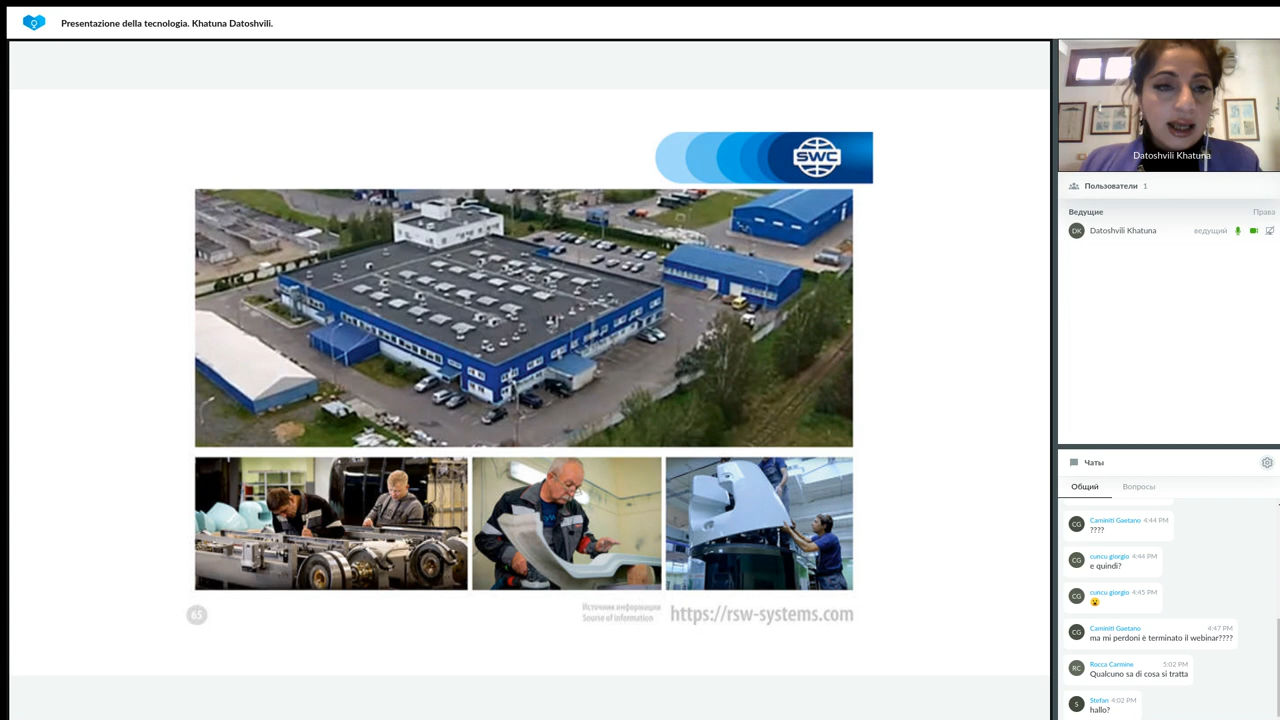 Presentazione della tecnologia. Khatuna Datoshvili.
SWC
65
Источник информации
Sourse of information
https://rsw-systems.com
Datoshvili Khatuna
Пользователи 1
Ведущие Права
DK Datoshvili Khatuna ведущий
Чаты
Общий Вопросы
CG Caminiti Gaetano 4:44 PM
????
CG cuncu giorgio 4:44 PM
e quindi?
CG cuncu giorgio 4:45 PM
😮
CG Caminiti Gaetano 4:47 PM
ma mi perdoni è terminato il webinar????
RC Rocca Carmine 5:02 PM
Qualcuno sa di cosa si tratta
S Stefan 4:02 PM
hallo?